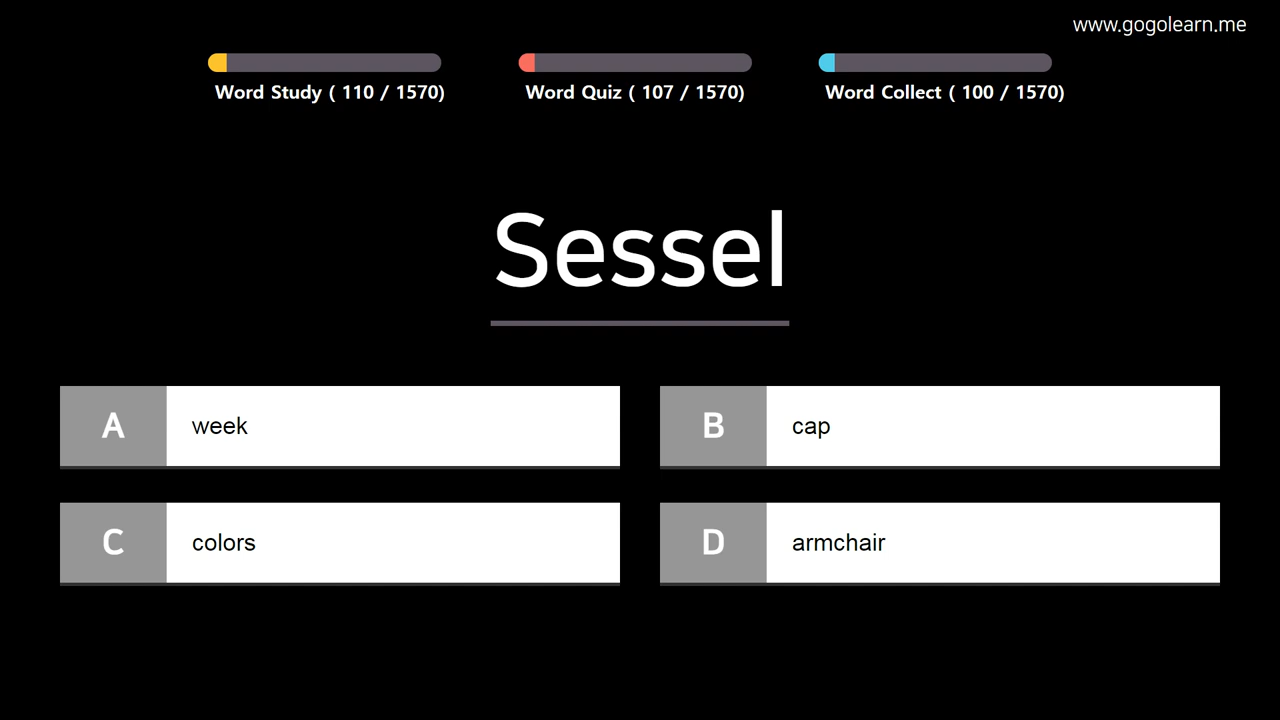 www.gogolearn.me
Word Study ( 110 / 1570)
Word Quiz ( 107 / 1570)
Word Collect ( 100 / 1570)
Sessel
A week
B cap
C colors
D armchair